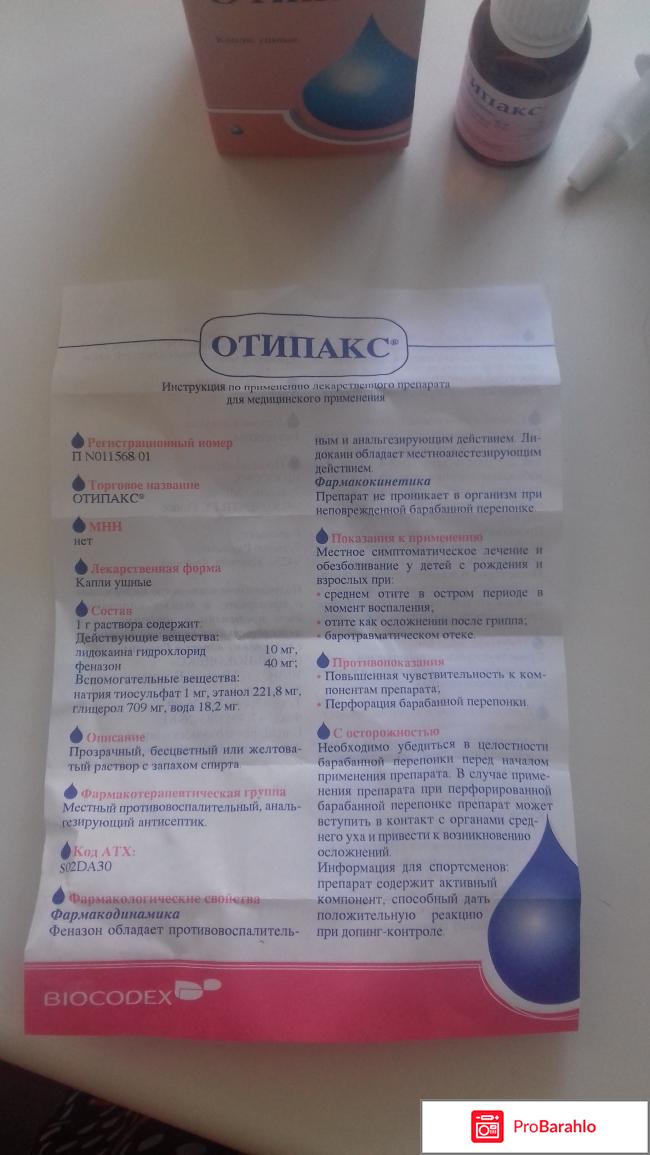 ОТИПАКС
Капли ушные
ипакс®
ОТИПАКС®
Инструкция по применению лекарственного препарата
для медицинского применения
Регистрационный номер
П N011568/01
Торговое название
ОТИПАКС®
МНН
нет
Лекарственная форма
Капли ушные
Состав
1 г раствора содержит:
Действующие вещества:
лидокаина гидрохлорид 10 мг,
феназон 40 мг;
Вспомогательные вещества:
натрия тиосульфат 1 мг, этанол 221,8 мг,
глицерол 709 мг, вода 18,2 мг.
Описание
Прозрачный, бесцветный или желтова-
тый раствор с запахом спирта.
Фармакотерапевтическая группа
Местный противовоспалительный, аналь-
гезирующий антисептик.
Код АТХ:
S02DA30
Фармакологические свойства
Фармакодинамика
Феназон обладает противовоспалитель-
ным и анальгезирующим действием. Ли-
докаин обладает местноанестезирующим
действием.
Фармакокинетика
Препарат не проникает в организм при
неповрежденной барабанной перепонке.
Показания к применению
Местное симптоматическое лечение и
обезболивание у детей с рождения и
взрослых при:
• среднем отите в остром периоде в
момент воспаления;
• отите как осложнении после гриппа;
• баротравматическом отеке.
Противопоказания
• Повышенная чувствительность к ком-
понентам препарата;
• Перфорация барабанной перепонки.
С осторожностью
Необходимо убедиться в целостности
барабанной перепонки перед началом
применения препарата. В случае приме-
нения препарата при перфорированной
барабанной перепонке препарат может
вступить в контакт с органами сред-
него уха и привести к возникновению
осложнений.
Информация для спортсменов:
препарат содержит активный
компонент, способный дать
положительную реакцию
при допинг-контроле.
BIOCODEX
ProBarahlo